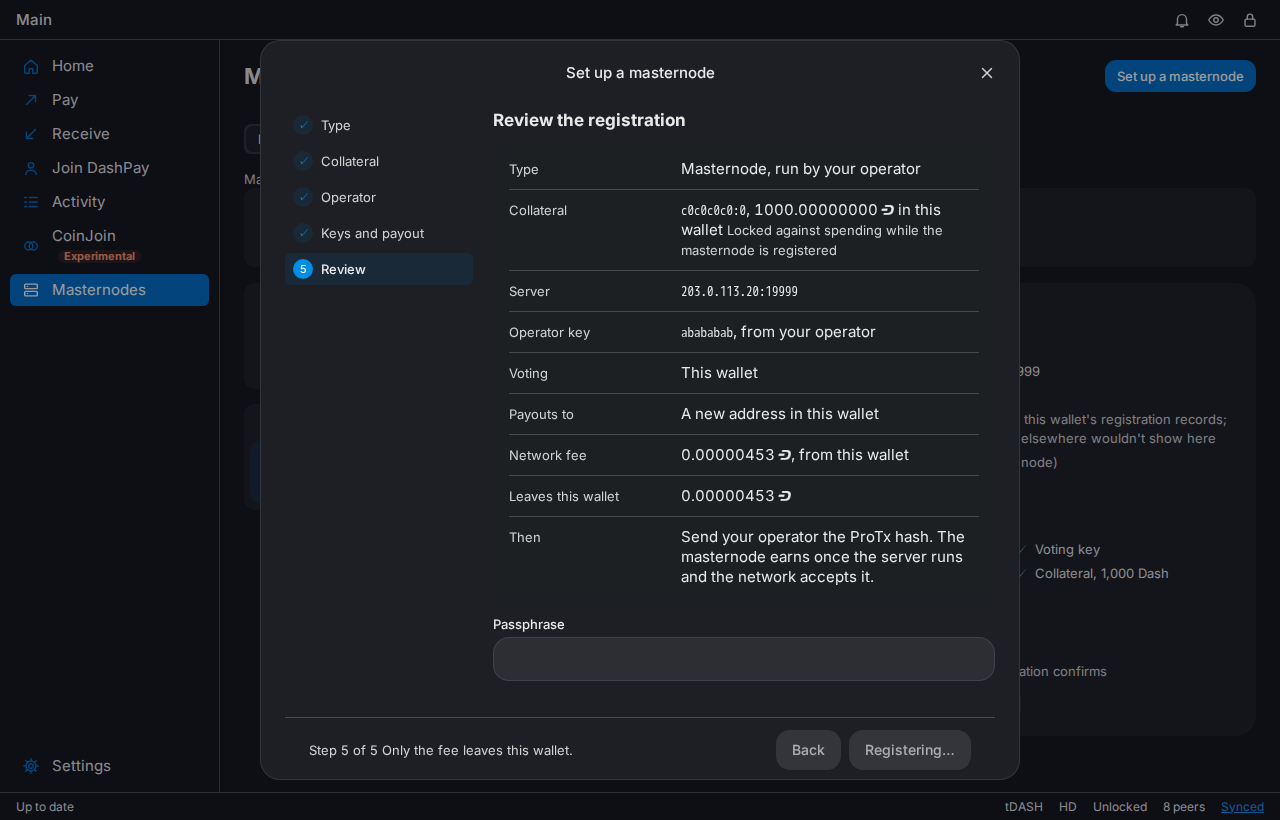 Main
Home
Pay
Receive
Join DashPay
Activity
CoinJoin
Experimental
Masternodes
Settings
Set up a masternode
Set up a masternode
Type
Collateral
Operator
Keys and payout
5 Review
Review the registration
Type Masternode, run by your operator
Collateral c0c0c0c0:0, 1000.00000000 in this
wallet Locked against spending while the
masternode is registered
Server 203.0.113.20:19999
Operator key abababab, from your operator
Voting This wallet
Payouts to A new address in this wallet
Network fee 0.00000453 , from this wallet
Leaves this wallet 0.00000453
Then Send your operator the ProTx hash. The
masternode earns once the server runs
and the network accepts it.
Passphrase
Step 5 of 5 Only the fee leaves this wallet.
Back
Registering...
this wallet's registration records;
elsewhere wouldn't show here
node)
Voting key
Collateral, 1,000 Dash
confirms
Up to date
tDASH HD Unlocked 8 peers Synced